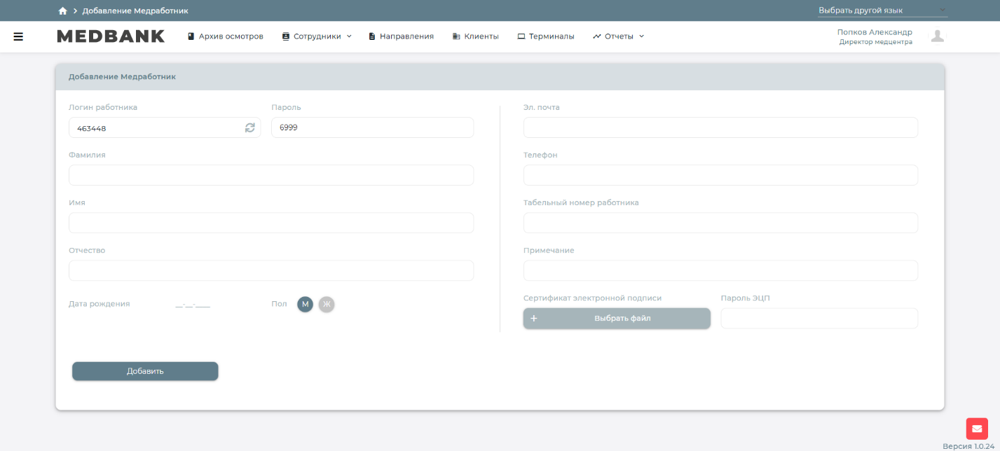 Добавление Медработник
Выбрать другой язык
MEDBANK
Архив осмотров
Сотрудники
Направления
Клиенты
Терминалы
Отчеты
Попков Александр
Директор медцентра
Добавление Медработник
Логин работника
Пароль
Эл. почта
463448
6999
Фамилия
Телефон
Имя
Табельный номер работника
Отчество
Примечание
Дата рождения
__-__-____
Пол
М
Ж
Сертификат электронной подписи
Пароль ЭЦП
+ Выбрать файл
Добавить
Версия 1.0.24